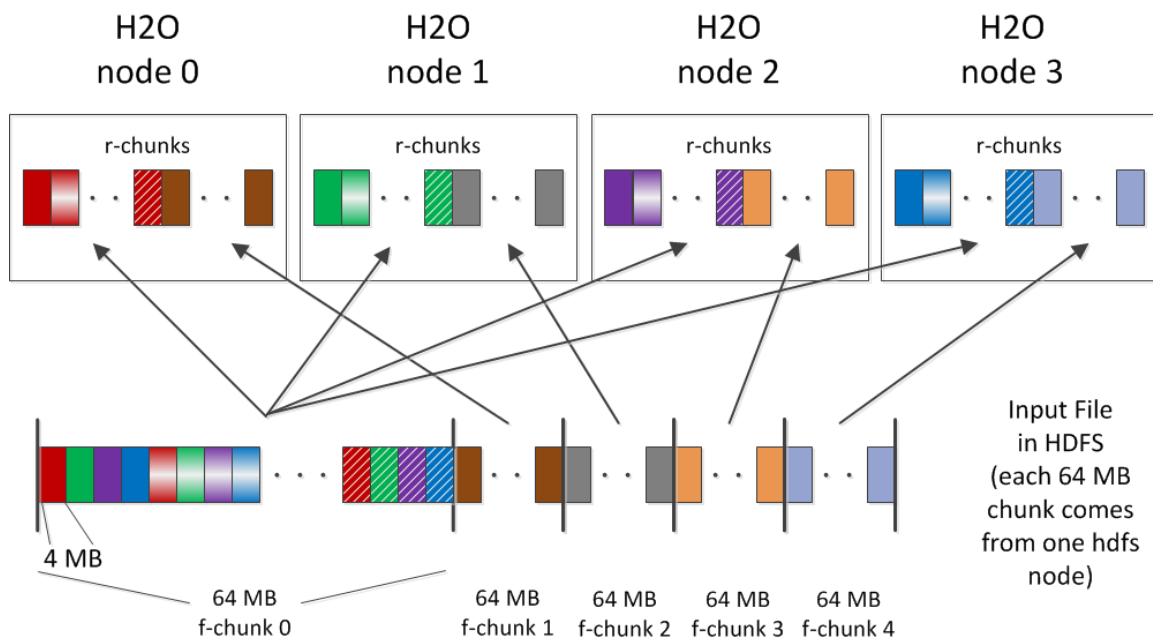 H2O
node 0
H2O
node 1
H2O
node 2
H2O
node 3
r-chunks
r-chunks
r-chunks
r-chunks
Input File
in HDFS
(each 64 MB
chunk comes
from one hdfs
node)
4 MB
64 MB
f-chunk 0
64 MB
f-chunk 1
64 MB
f-chunk 2
64 MB
f-chunk 3
64 MB
f-chunk 4